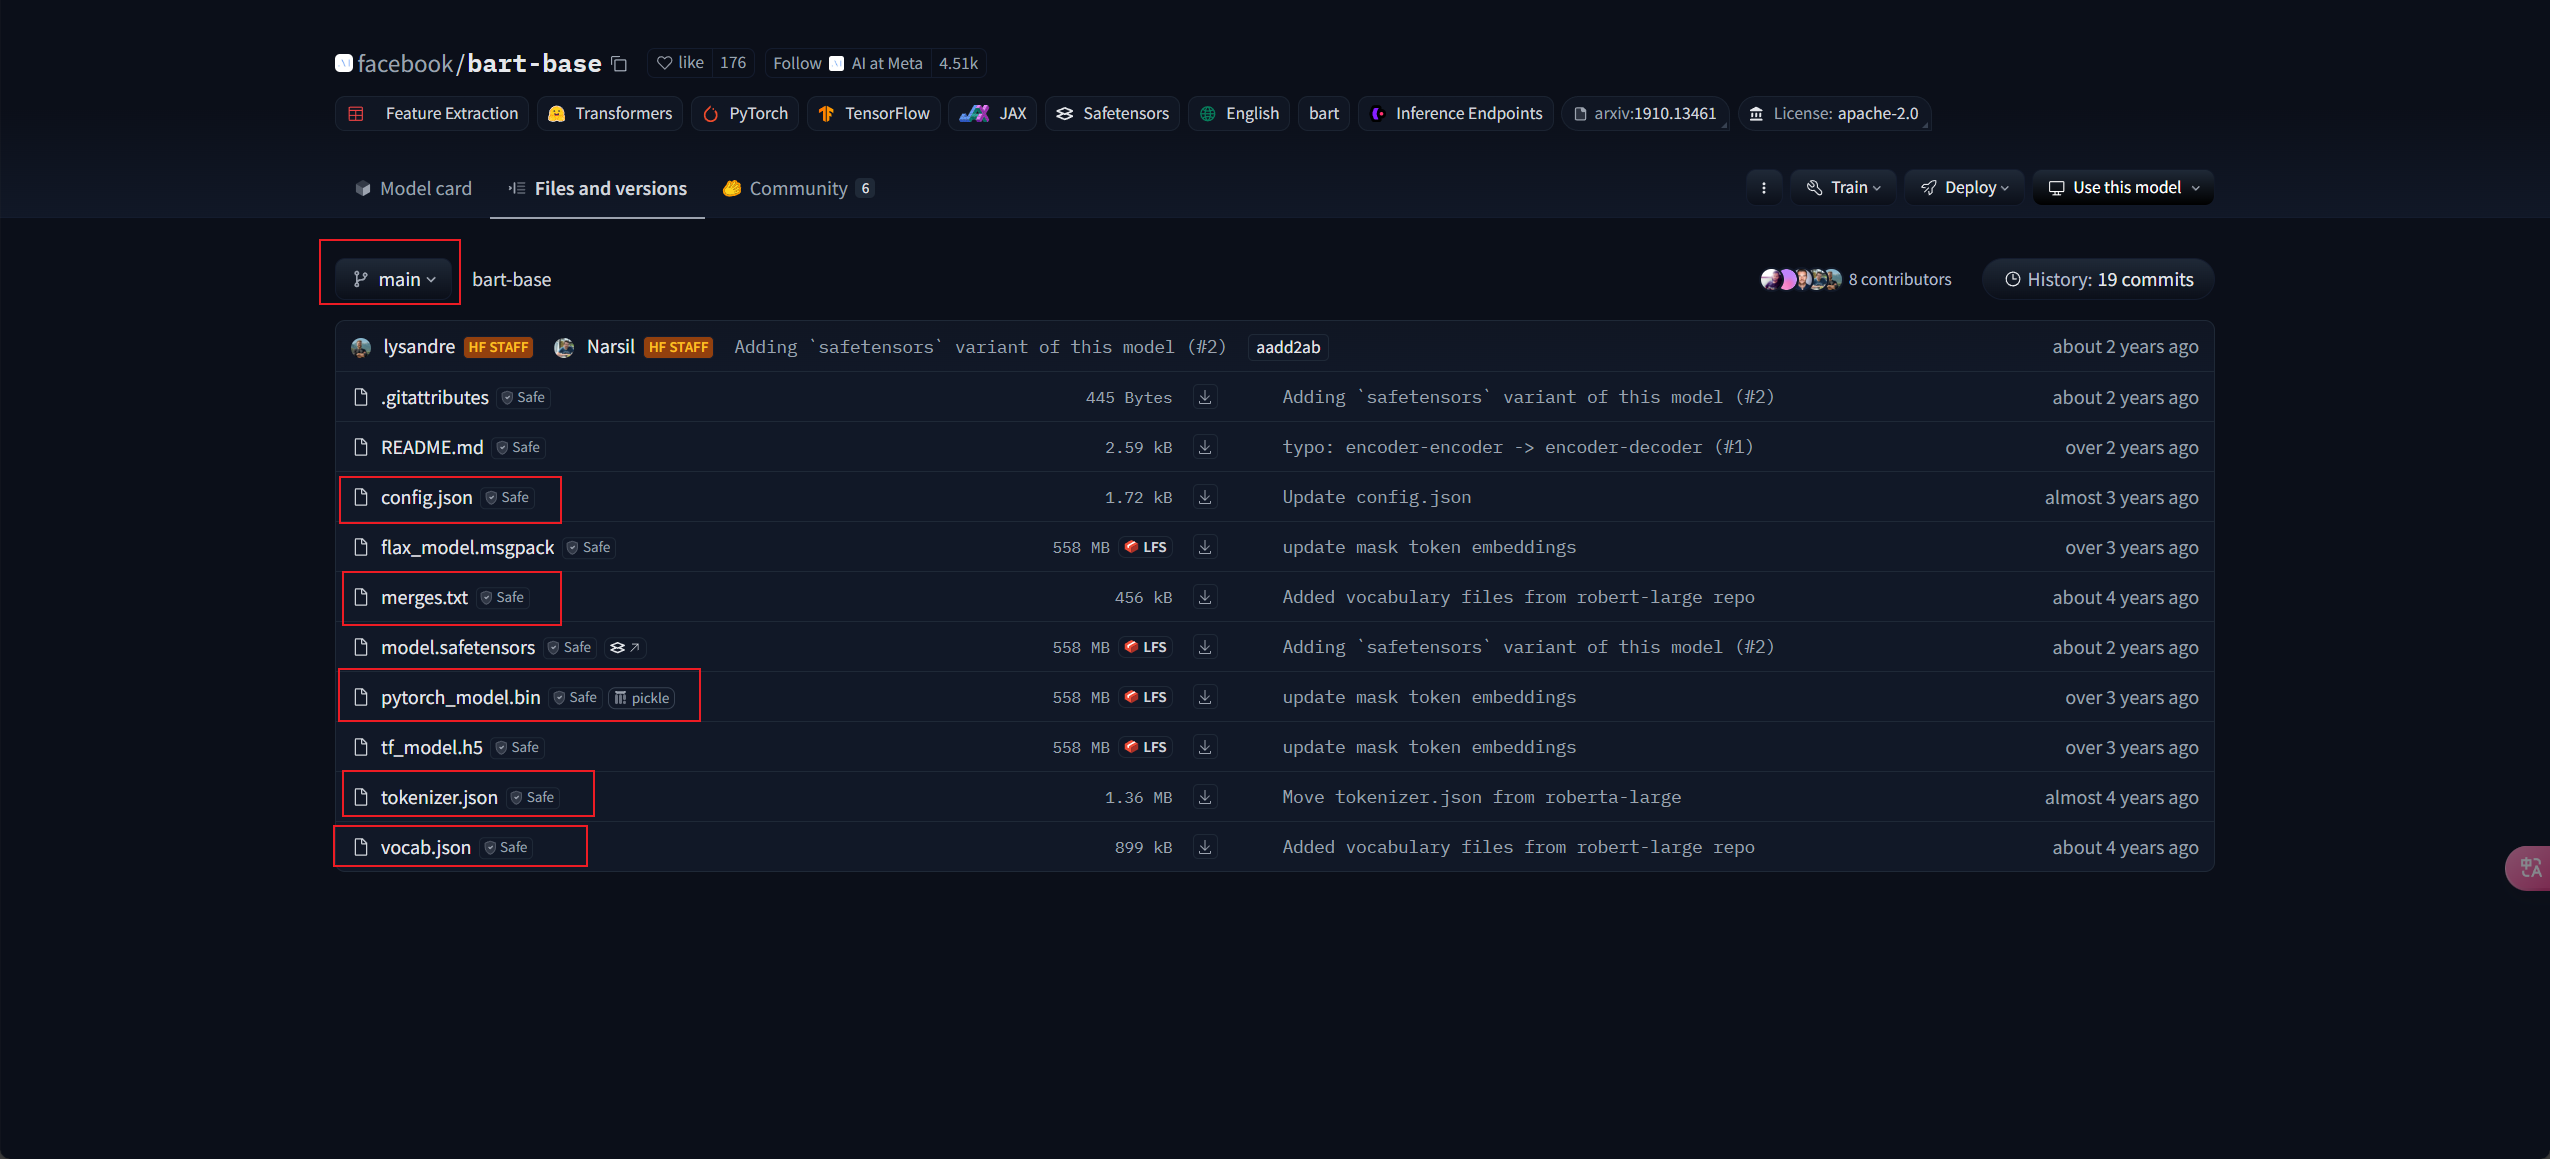 facebook/bart-base like 176 Follow AI at Meta 4.51k
Feature Extraction Transformers PyTorch TensorFlow JAX Safetensors English bart Inference Endpoints arxiv:1910.13461 License: apache-2.0
Model card Files and versions Community 6 Train Deploy Use this model
main bart-base 8 contributors History: 19 commits
lysandre HF STAFF Narsil HF STAFF Adding `safetensors` variant of this model (#2) aadd2ab about 2 years ago
.gitattributes Safe 445 Bytes Adding `safetensors` variant of this model (#2) about 2 years ago
README.md Safe 2.59 kB typo: encoder-encoder -> encoder-decoder (#1) over 2 years ago
config.json Safe 1.72 kB Update config.json almost 3 years ago
flax_model.msgpack Safe 558 MB LFS update mask token embeddings over 3 years ago
merges.txt Safe 456 kB Added vocabulary files from robert-large repo about 4 years ago
model.safetensors Safe 558 MB LFS Adding `safetensors` variant of this model (#2) about 2 years ago
pytorch_model.bin Safe pickle 558 MB LFS update mask token embeddings over 3 years ago
tf_model.h5 Safe 558 MB LFS update mask token embeddings over 3 years ago
tokenizer.json Safe 1.36 MB Move tokenizer.json from roberta-large almost 4 years ago
vocab.json Safe 899 kB Added vocabulary files from robert-large repo about 4 years ago
中A